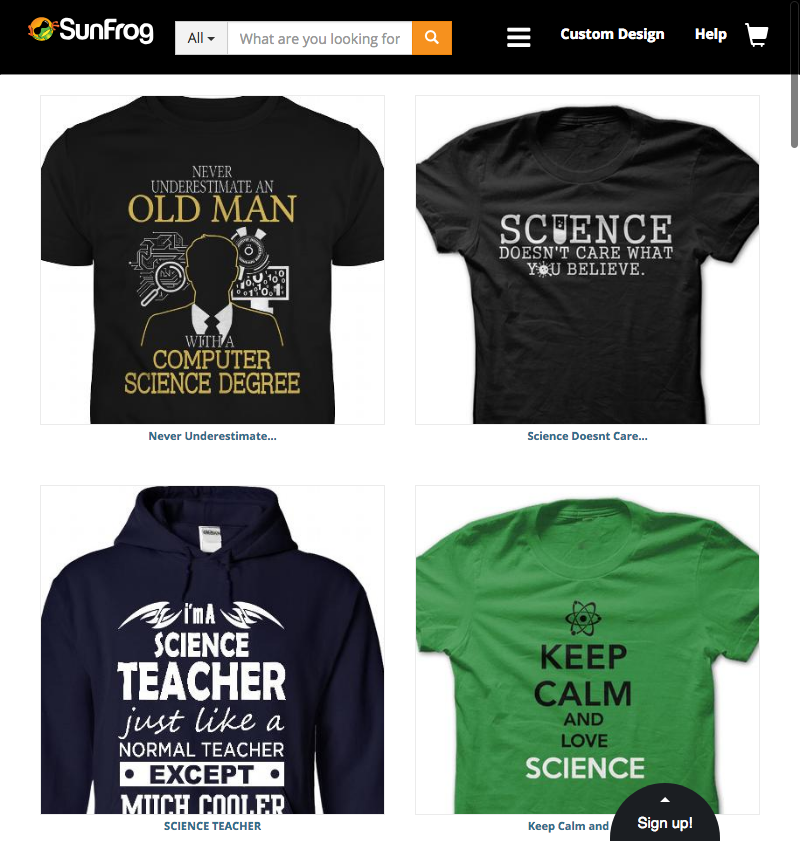 SunFrog
All
What are you looking for
Custom Design
Help
NEVER
UNDERESTIMATE AN
OLD MAN
WITH A
COMPUTER
SCIENCE DEGREE
Never Underestimate...
SCIENCE
DOESN'T CARE WHAT
YOU BELIEVE.
Science Doesnt Care...
i'm A
SCIENCE
TEACHER
just like a
NORMAL TEACHER
• EXCEPT •
MUCH COOLER
SCIENCE TEACHER
KEEP
CALM
AND
LOVE
SCIENCE
Keep Calm and
Sign up!